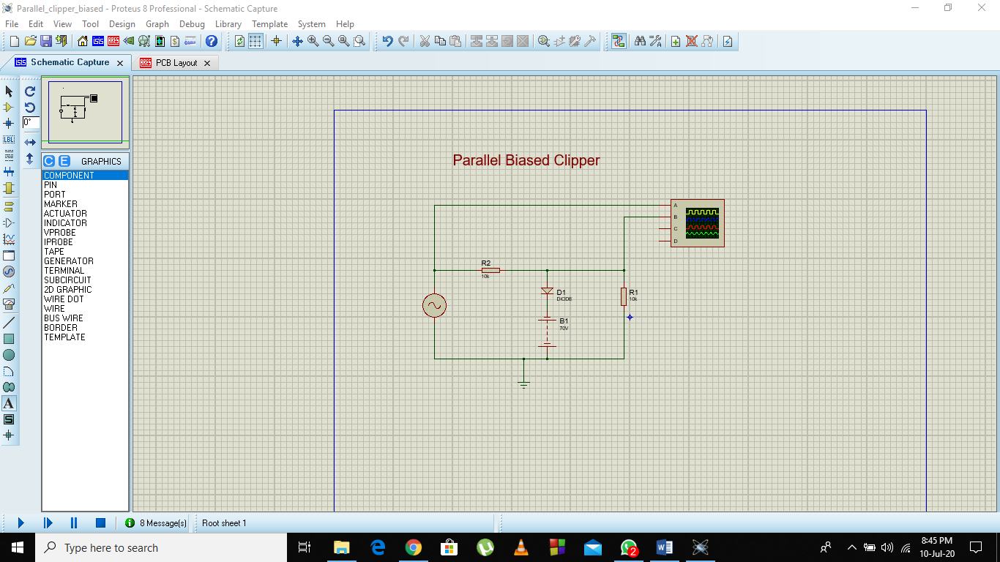 Parallel_clipper_biased - Proteus 8 Professional - Schematic Capture
File Edit View Tool Design Graph Debug Library Template System Help
Schematic Capture
PCB Layout
0°
LBL
C E GRAPHICS
COMPONENT
PIN
PORT
MARKER
ACTUATOR
INDICATOR
VPROBE
IPROBE
TAPE
GENERATOR
TERMINAL
SUBCIRCUIT
2D GRAPHIC
WIRE DOT
WIRE
BUS WIRE
BORDER
TEMPLATE
A
S
Parallel Biased Clipper
A
B
C
D
R2
10k
D1
DIODE
R1
10k
B1
70V
8 Message(s)
Root sheet 1
Type here to search
2
8:45 PM
10-Jul-20